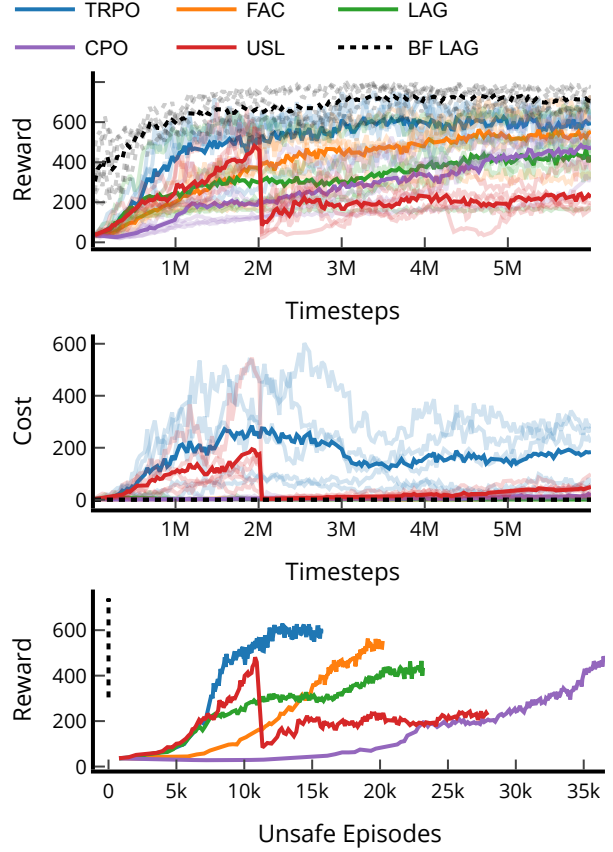 TRPO FAC LAG
CPO USL BF LAG
Reward
600
400
200
0
1M 2M 3M 4M 5M
Timesteps
Cost
600
400
200
0
1M 2M 3M 4M 5M
Timesteps
Reward
600
400
200
0
0 5k 10k 15k 20k 25k 30k 35k
Unsafe Episodes